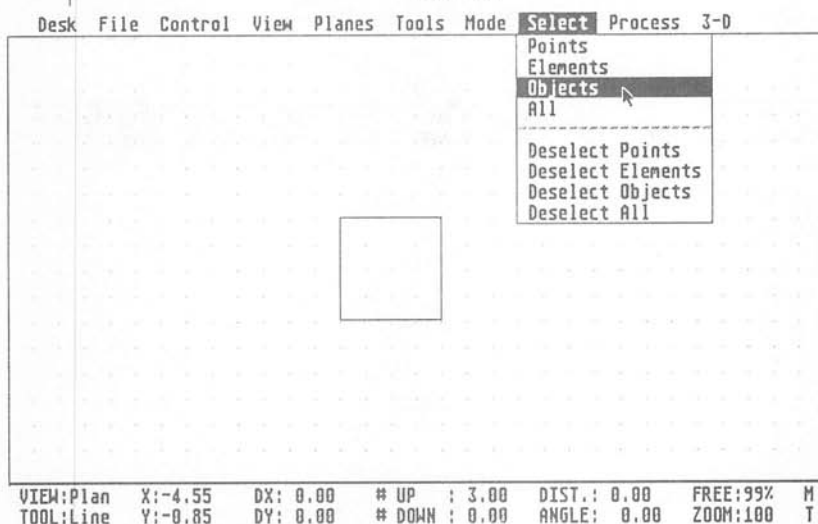 Desk File Control View Planes Tools Mode Select Process 3-D
Points
Elements
Objects
All
Deselect Points
Deselect Elements
Deselect Objects
Deselect All
VIEW:Plan X:-4.55 DX: 0.00 # UP : 3.00 DIST.: 0.00 FREE:99% M
TOOL:Line Y:-0.85 DY: 0.00 # DOWN : 0.00 ANGLE: 0.00 ZOOM:100 T